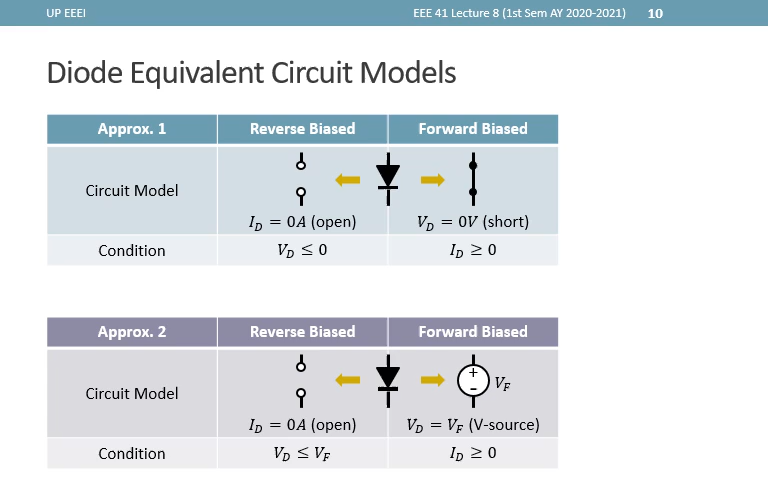 UP EEEI
EEE 41 Lecture 8 (1st Sem AY 2020-2021) 10
Diode Equivalent Circuit Models
Approx. 1 Reverse Biased Forward Biased
Circuit Model
I_D = 0A (open) V_D = 0V (short)
Condition V_D ≤ 0 I_D ≥ 0
Approx. 2 Reverse Biased Forward Biased
Circuit Model + - V_F
I_D = 0A (open) V_D = V_F (V-source)
Condition V_D ≤ V_F I_D ≥ 0